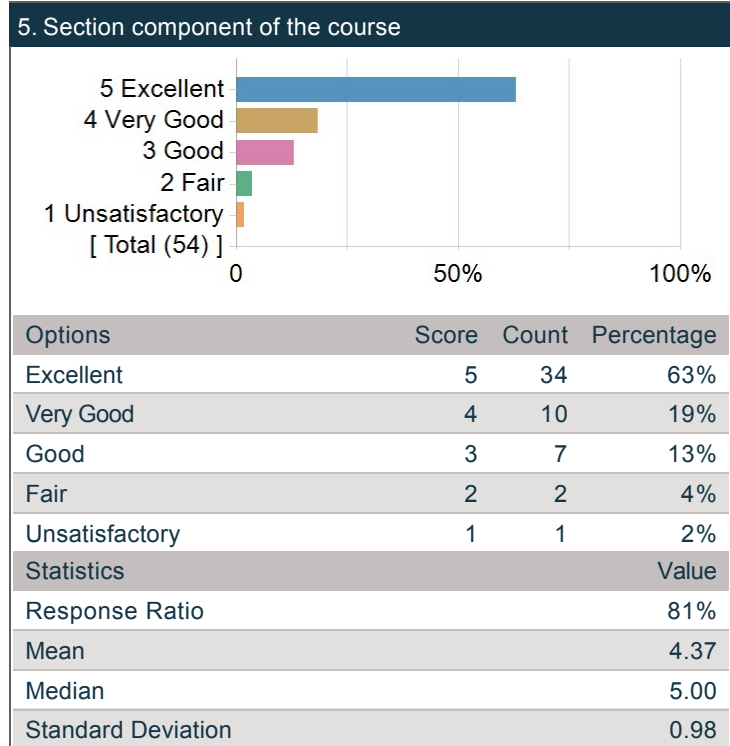 5. Section component of the course
5 Excellent
4 Very Good
3 Good
2 Fair
1 Unsatisfactory
[ Total (54) ]
0 50% 100%
Options Score Count Percentage
Excellent 5 34 63%
Very Good 4 10 19%
Good 3 7 13%
Fair 2 2 4%
Unsatisfactory 1 1 2%
Statistics Value
Response Ratio 81%
Mean 4.37
Median 5.00
Standard Deviation 0.98